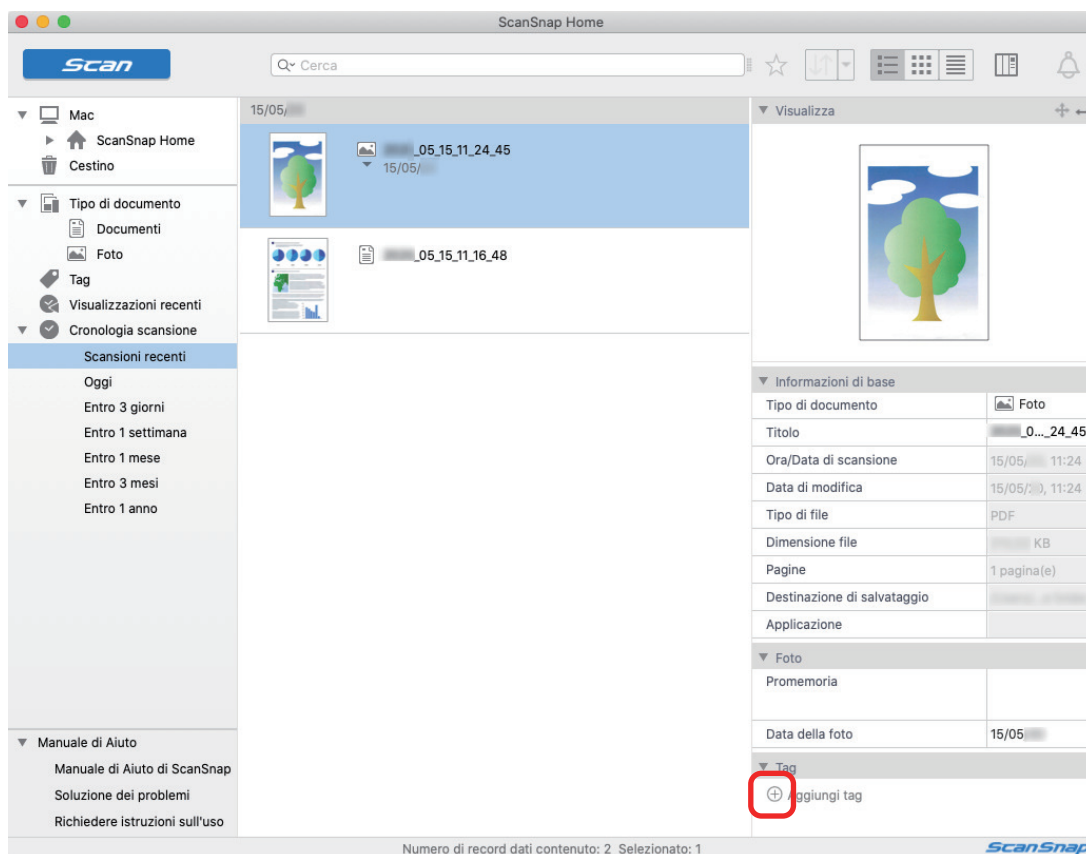 ScanSnap Home
Scan
Cerca
Mac
ScanSnap Home
Cestino
Tipo di documento
Documenti
Foto
Tag
Visualizzazioni recenti
Cronologia scansione
Scansioni recenti
Oggi
Entro 3 giorni
Entro 1 settimana
Entro 1 mese
Entro 3 mesi
Entro 1 anno
Manuale di Aiuto
Manuale di Aiuto di ScanSnap
Soluzione dei problemi
Richiedere istruzioni sull'uso
15/05/
_05_15_11_24_45
15/05/
_05_15_11_16_48
Visualizza
Informazioni di base
Tipo di documento Foto
Titolo _0..._24_45
Ora/Data di scansione 15/05/ 11:24
Data di modifica 15/05/ 0, 11:24
Tipo di file PDF
Dimensione file KB
Pagine 1 pagina(e)
Destinazione di salvataggio
Applicazione
Foto
Promemoria
Data della foto 15/05
Tag
Aggiungi tag
Numero di record dati contenuto: 2 Selezionato: 1
ScanSnap